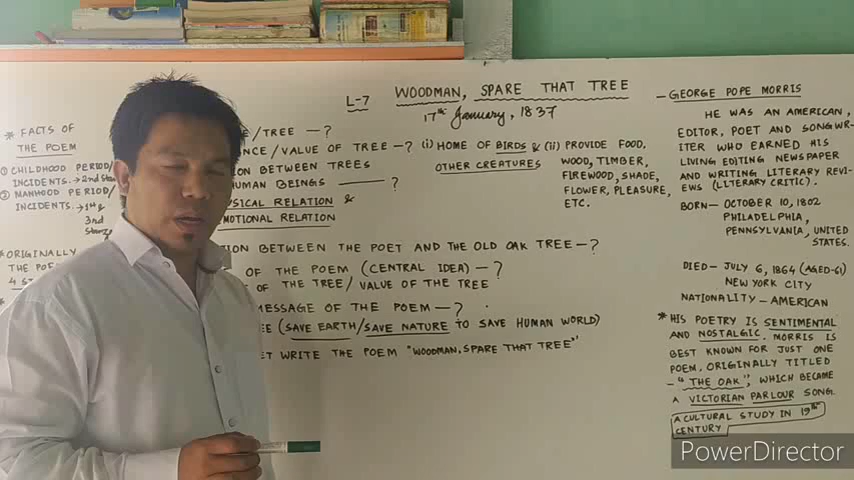 L-7 WOODMAN, SPARE THAT TREE
17th January, 1837
* FACTS OF
THE POEM
① CHILDHOOD PERIOD/
INCIDENTS. → 2nd
② MANHOOD PERIOD/
INCIDENTS. → 1st &
3rd
* ORIGINALLY
THE
4
E/TREE — ?
NCE/VALUE OF TREE — ? (i) HOME OF BIRDS & (ii) PROVIDE FOOD,
ION BETWEEN TREES OTHER CREATURES WOOD, TIMBER,
HUMAN BEINGS — ? FIREWOOD, SHADE,
YSICAL RELATION & FLOWER, PLEASURE,
MOTIONAL RELATION ETC.
TION BETWEEN THE POET AND THE OLD OAK TREE — ?
OF THE POEM (CENTRAL IDEA) — ?
OF THE TREE/ VALUE OF THE TREE
MESSAGE OF THE POEM — ?
EE (SAVE EARTH/SAVE NATURE TO SAVE HUMAN WORLD)
ET WRITE THE POEM "WOODMAN, SPARE THAT TREE"
— GEORGE POPE MORRIS
HE WAS AN AMERICAN,
EDITOR, POET AND SONGWR-
ITER WHO EARNED HIS
LIVING EDITING NEWSPAPER
AND WRITING LITERARY REVI-
EWS (LITERARY CRITIC).
BORN — OCTOBER 10, 1802
PHILADELPHIA,
PENNSYLVANIA, UNITED
STATES.
DIED — JULY 6, 1864 (AGED-61)
NEW YORK CITY
NATIONALITY — AMERICAN
* HIS POETRY IS SENTIMENTAL
AND NOSTALGIC. MORRIS IS
BEST KNOWN FOR JUST ONE
POEM, ORIGINALLY TITLED
— "THE OAK", WHICH BECAME
A VICTORIAN PARLOUR SONG.
A CULTURAL STUDY IN 19th
CENTURY
PowerDirector